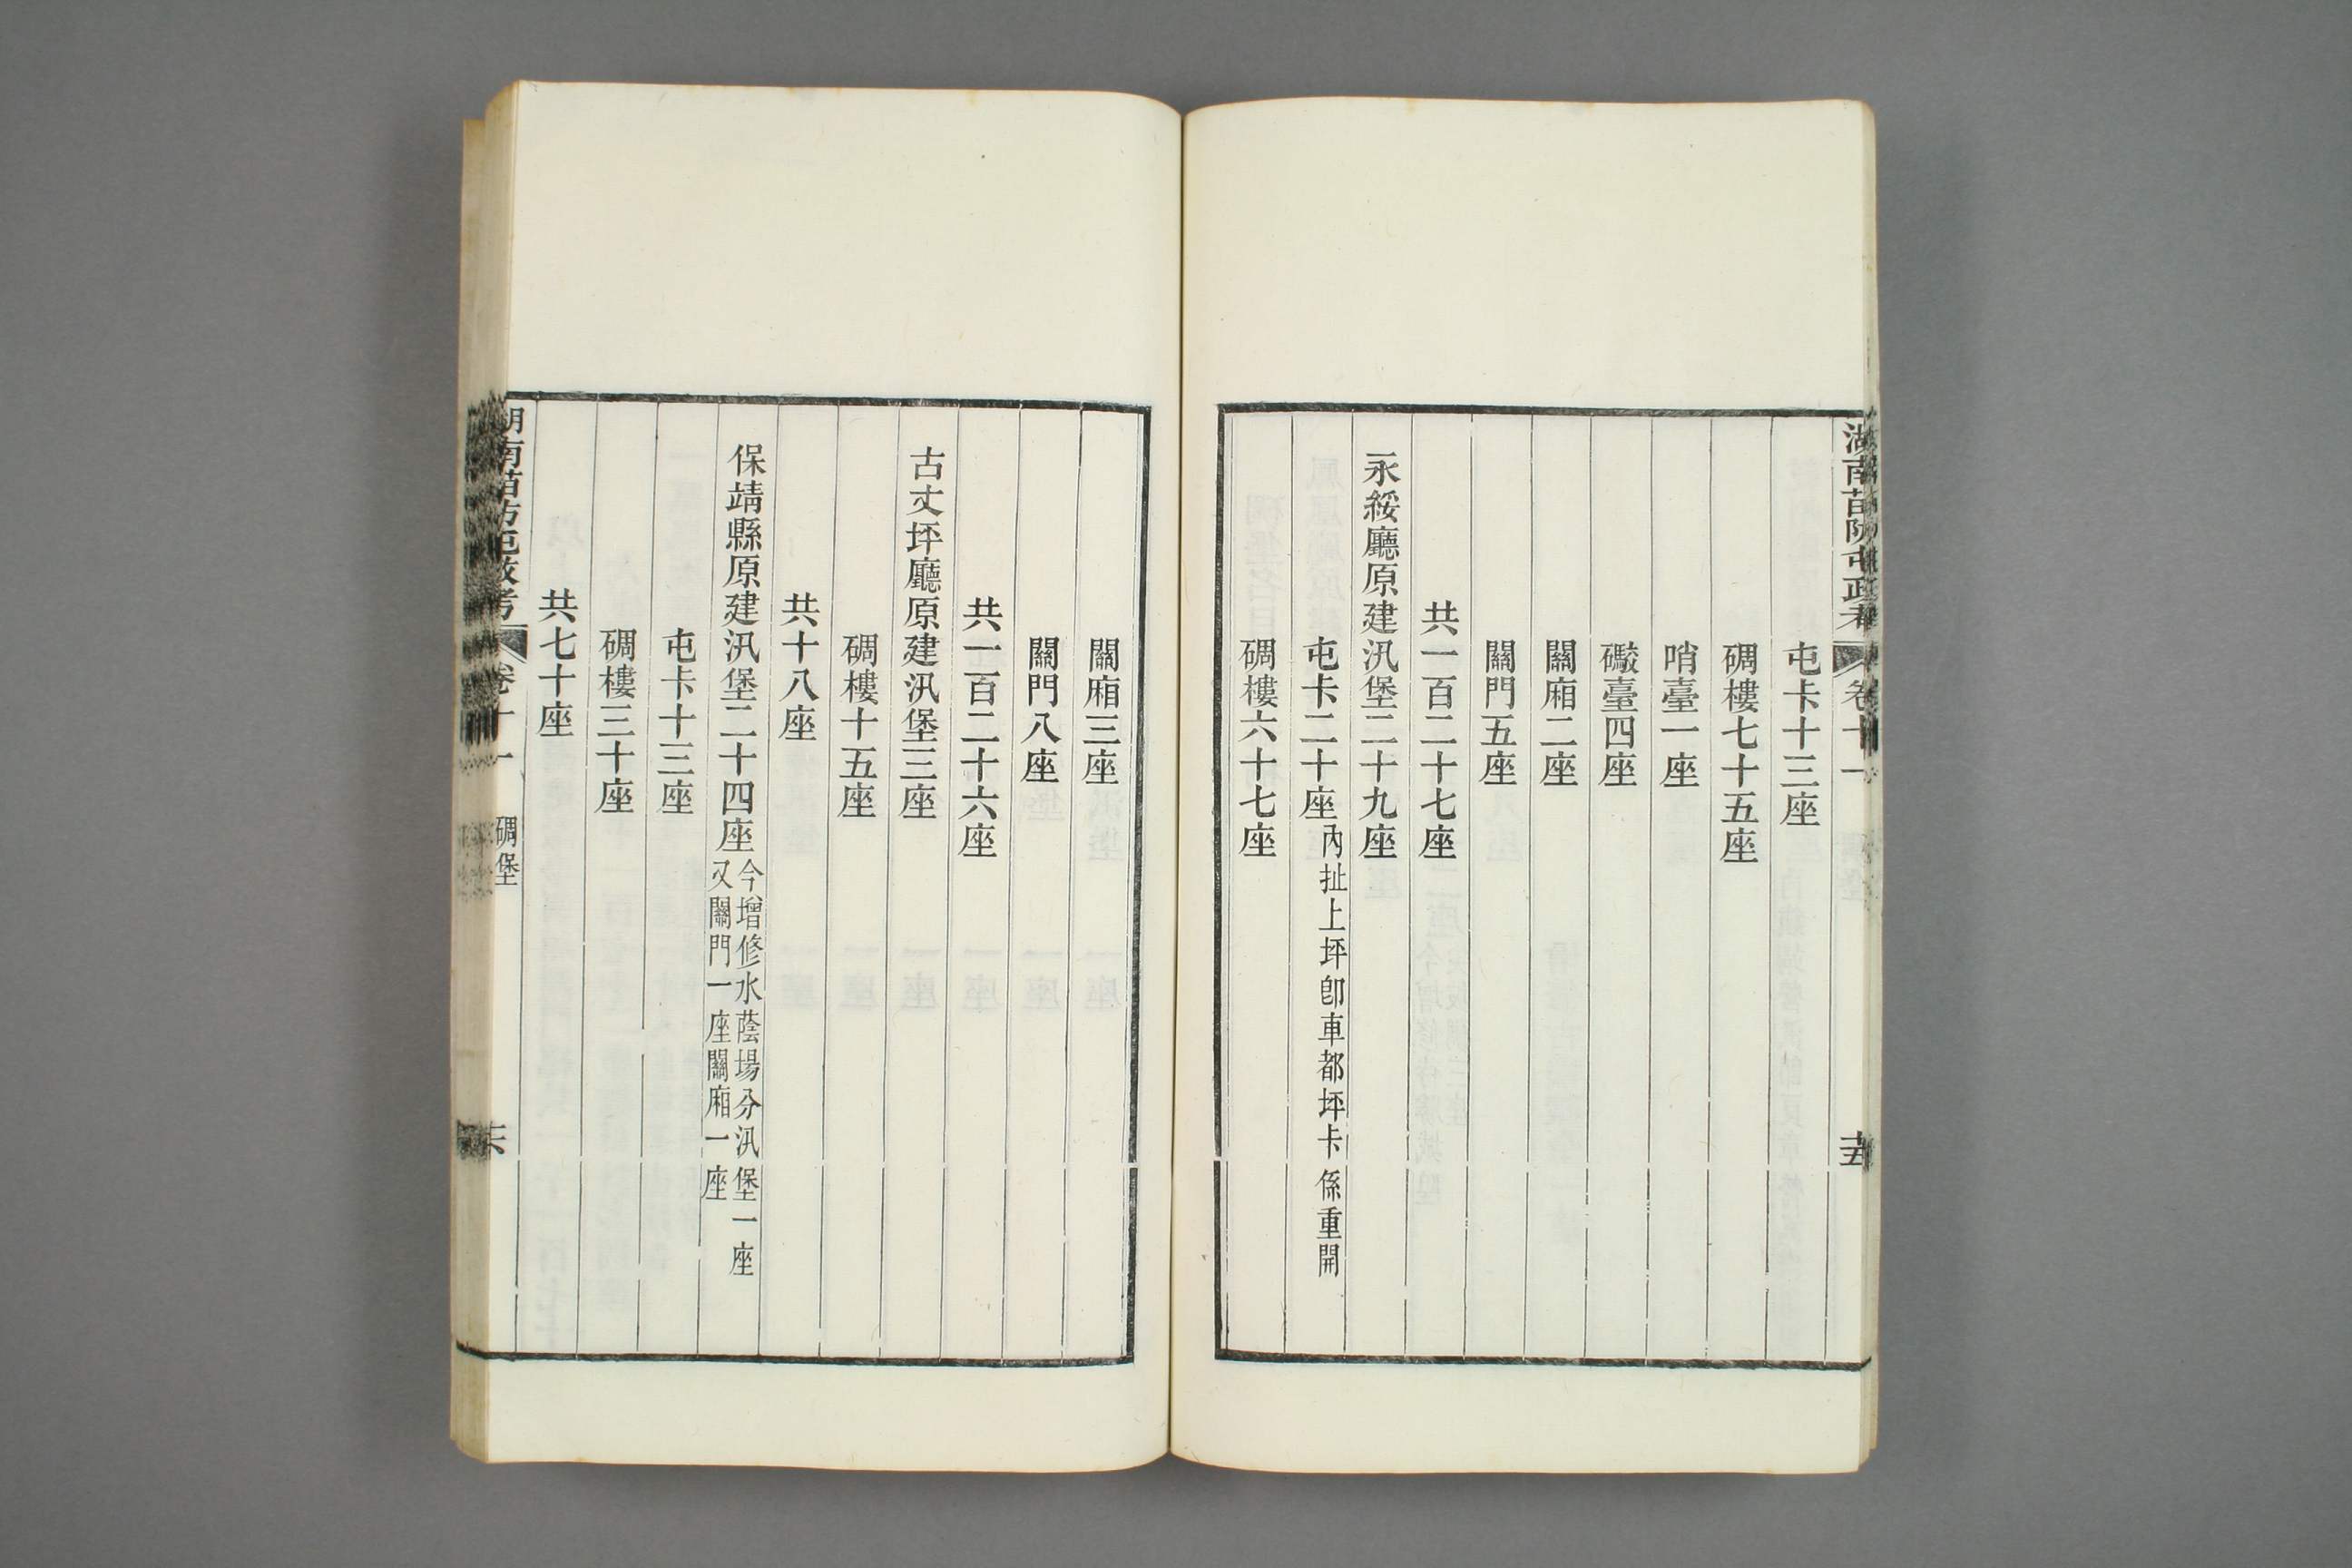 湖南苗防屯政考
卷十一
十五
屯卡十三座
碉樓七十五座
哨臺一座
礮臺四座
關廂二座
關門五座
共一百二十七座
永綏廳原建汛堡二十九座
屯卡二十座內扯上坪卽車都坪卡係重開
碉樓六十七座
關廂三座
關門八座
共一百二十六座
古丈坪廳原建汛堡三座
碉樓十五座
共十八座
保靖縣原建汛堡二十四座今增修水蔭場分汛堡一座
又關門一座關廂一座
屯卡十三座
碉樓三十座
共七十座
湖南苗防屯政考
卷十一
碉堡